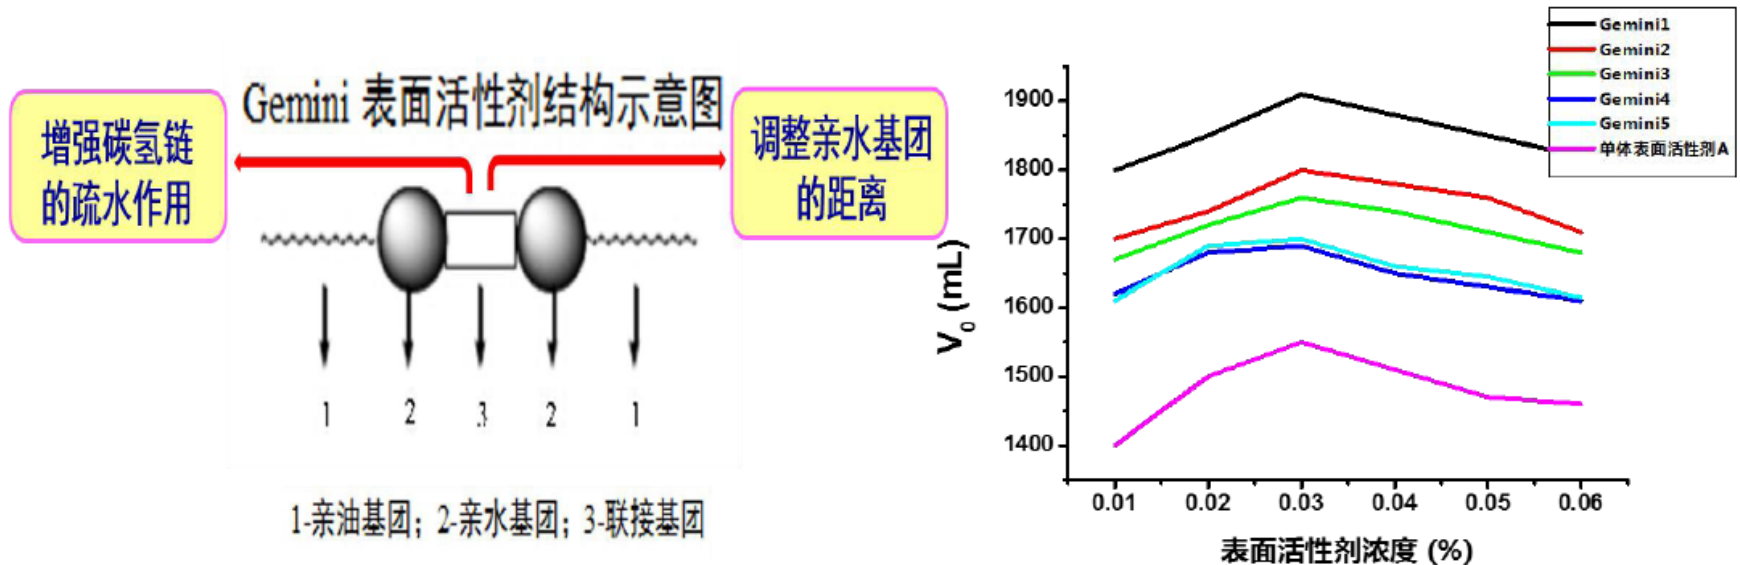 Gemini 表面活性剂结构示意图
增强碳氢链
的疏水作用
调整亲水基团
的距离
1
2
3
2
1
1-亲油基团；2-亲水基团；3-联接基团
Gemini1
Gemini2
Gemini3
Gemini4
Gemini5
单体表面活性剂A
V0 (mL)
1900
1800
1700
1600
1500
1400
0.01
0.02
0.03
0.04
0.05
0.06
表面活性剂浓度 (%)